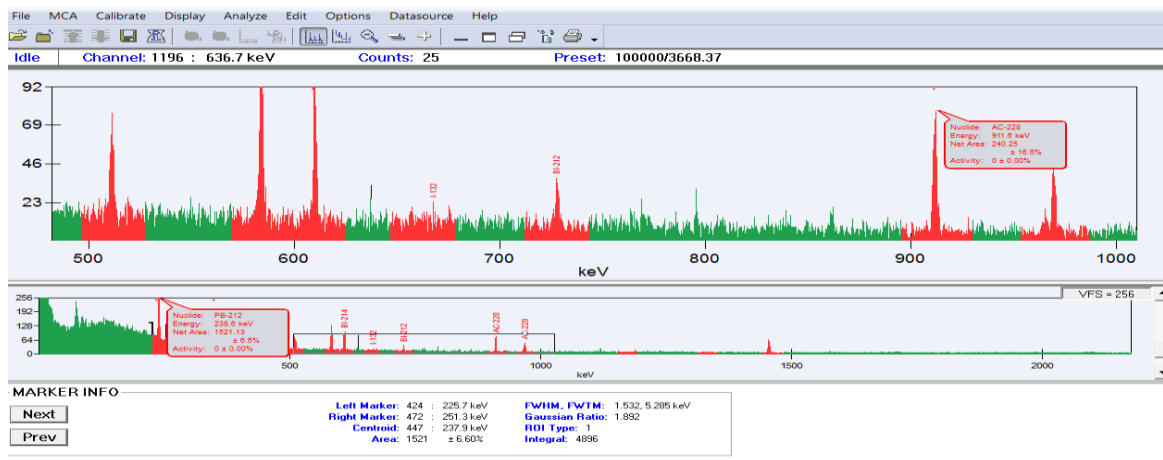 File MCA Calibrate Display Analyze Edit Options Datasource Help
Idle Channel: 1196 : 636.7 keV Counts: 25 Preset: 100000/3668.37
92
69
46
23
I-132
BI-212
Nuclide: AC-228
Energy: 911.6 keV
Net Area: 240.25
± 16.6%
Activity: 0 ± 0.00%
500 600 700 800 900 1000
keV
VFS = 256
256
192
128
64
0
Nuclide: PB-212
Energy: 238.6 keV
Net Area: 1521.13
± 6.6%
Activity: 0 ± 0.00%
BI-214
I-132
BI-212
AC-228
AC-228
500 1000 1500 2000
keV
MARKER INFO
Next
Prev
Left Marker: 424 : 225.7 keV FWHM, FWTM: 1.532, 5.285 keV
Right Marker: 472 : 251.3 keV Gaussian Ratio: 1.892
Centroid: 447 : 237.9 keV ROI Type: 1
Area: 1521 ± 6.60% Integral: 4896